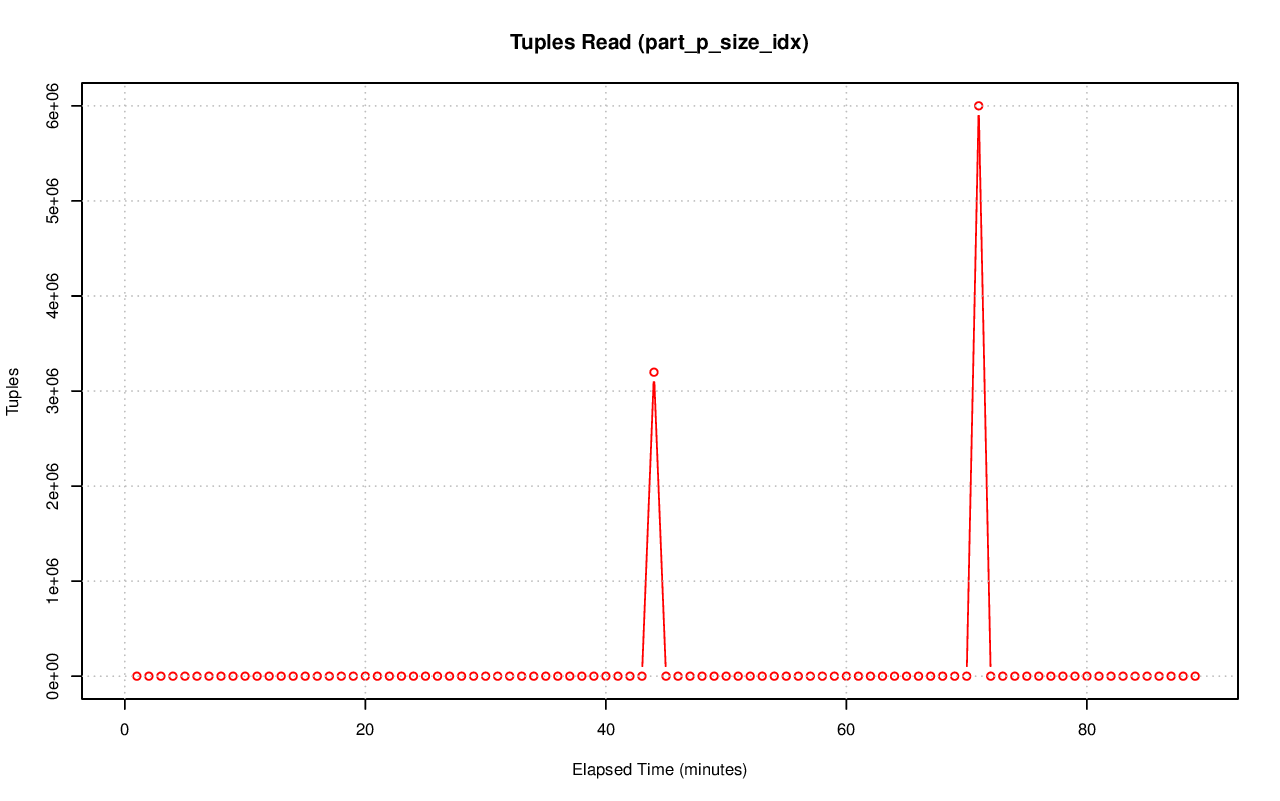 Tuples Read (part_p_size_idx)
6e+06
5e+06
4e+06
3e+06
2e+06
1e+06
0e+00
Tuples
0
20
40
60
80
Elapsed Time (minutes)